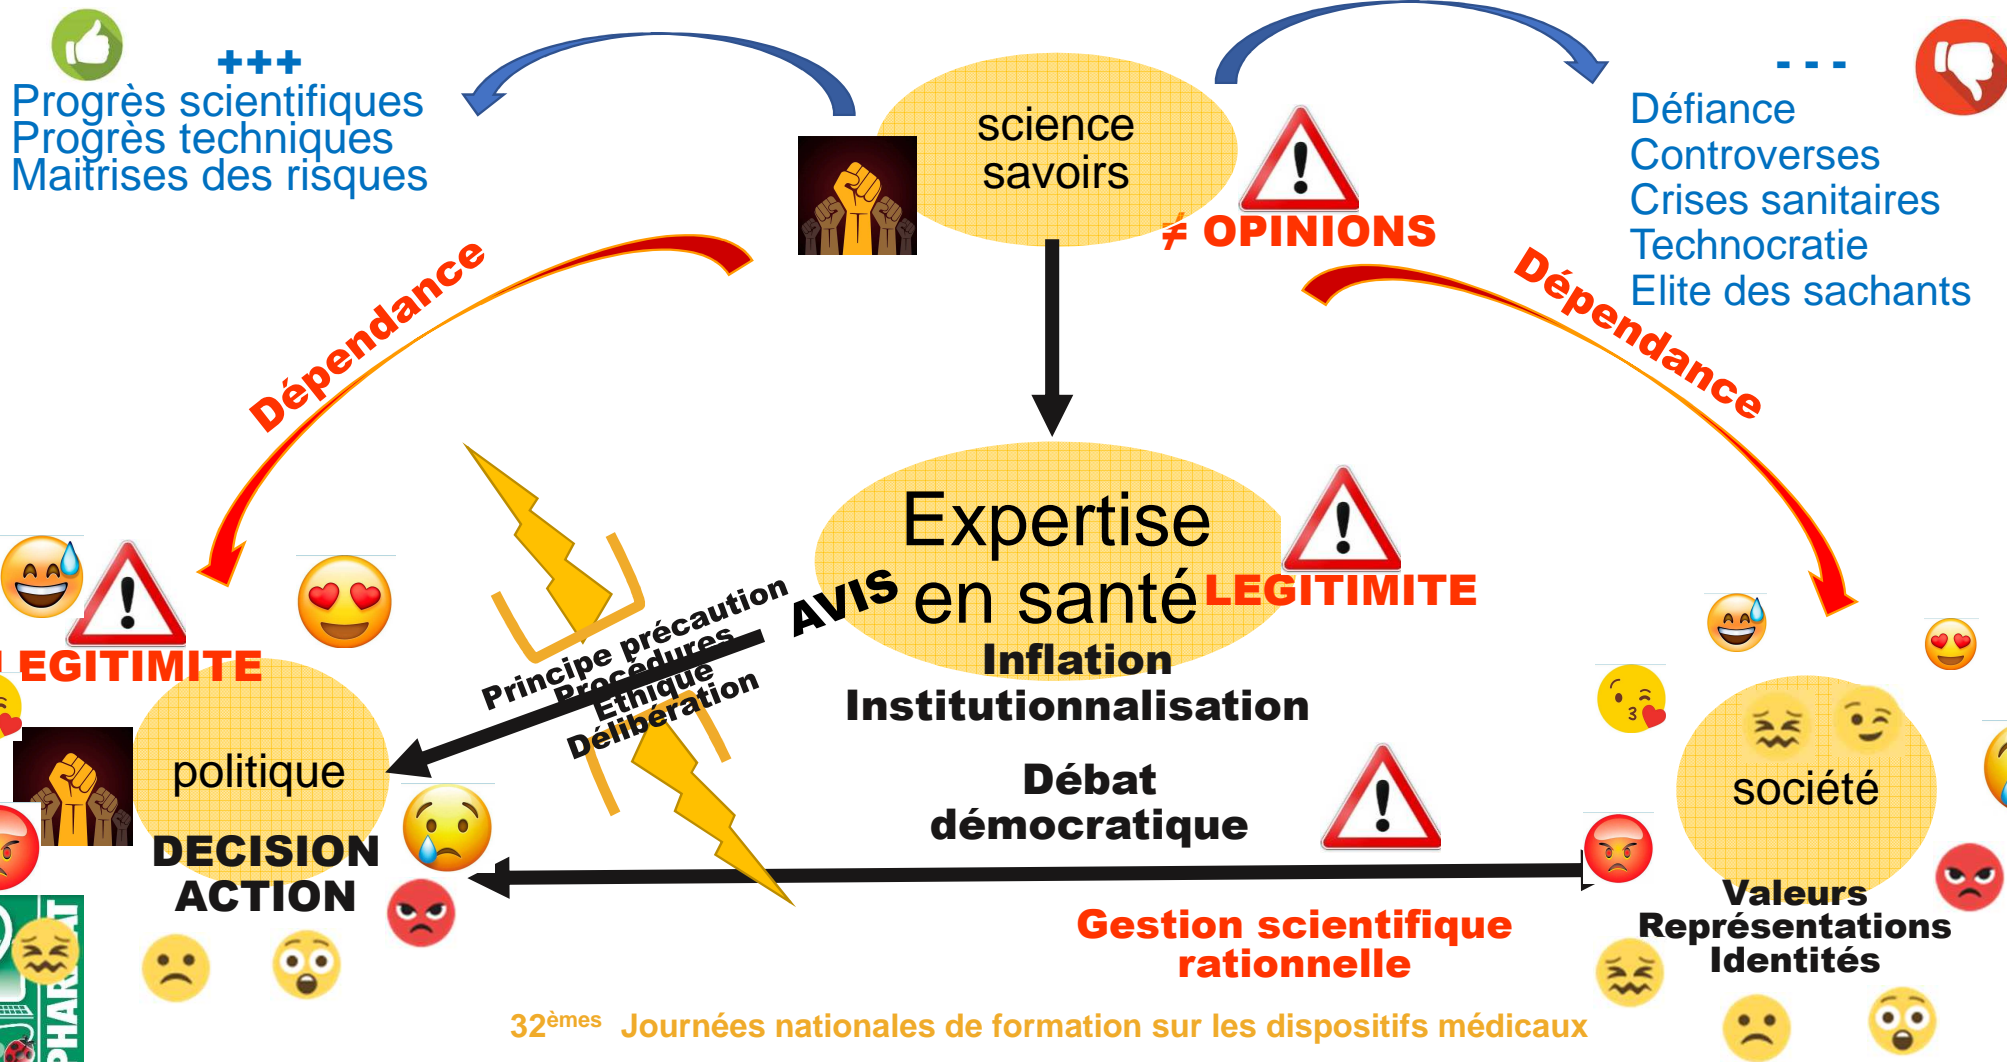 +++
Progrès scientifiques
Progrès techniques
Maitrises des risques
science
savoirs
≠ OPINIONS
- - -
Défiance
Controverses
Crises sanitaires
Technocratie
Elite des sachants
Dépendance
Dépendance
Expertise
en santé
LEGITIMITE
AVIS
Inflation
Institutionnalisation
Principe précaution
Procédures
Ethique
Délibération
LEGITIMITE
politique
DECISION
ACTION
Débat
démocratique
société
Valeurs
Représentations
Identités
Gestion scientifique
rationnelle
32èmes Journées nationales de formation sur les dispositifs médicaux